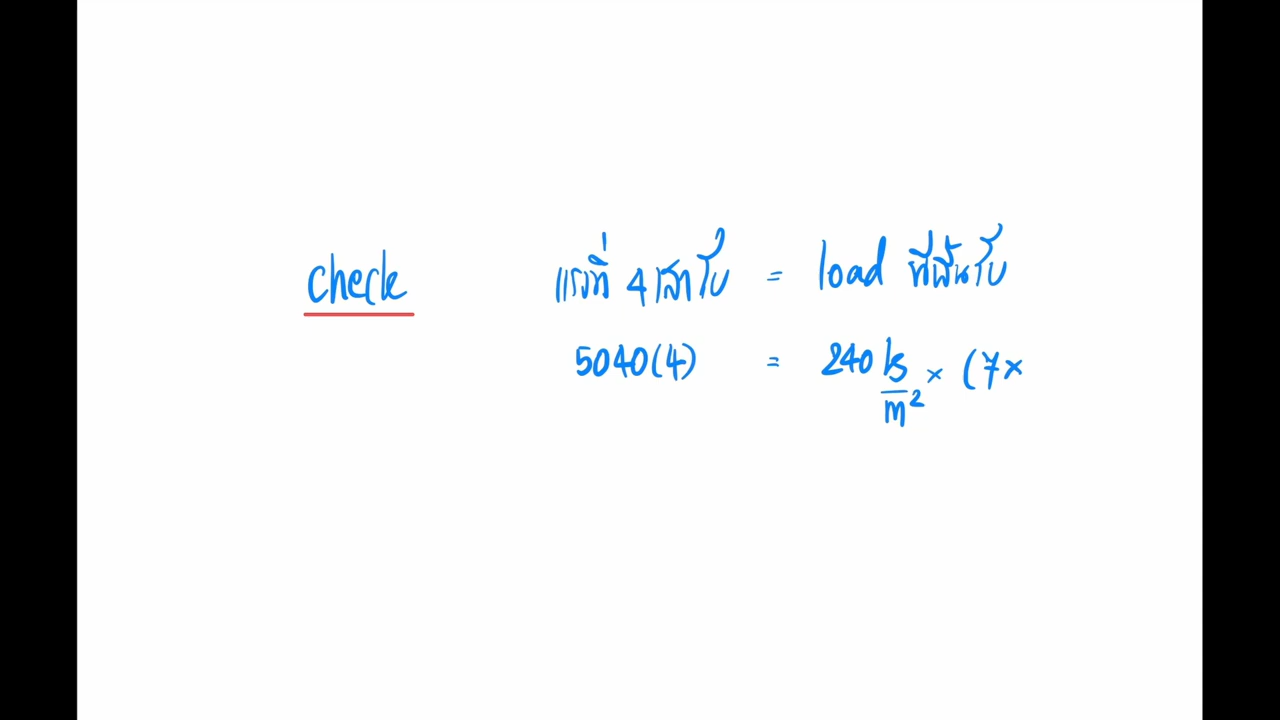 check แรงที่ 4 เสารับ = load ที่พื้นรับ
5040(4) = 240 kg/m² × (7×